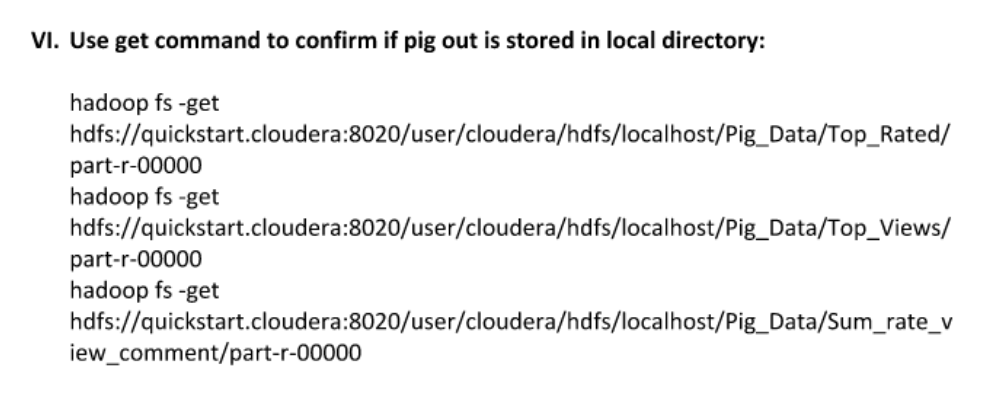 VI. Use get command to confirm if pig out is stored in local directory:
hadoop fs -get
hdfs://quickstart.cloudera:8020/user/cloudera/hdfs/localhost/Pig_Data/Top_Rated/
part-r-00000
hadoop fs -get
hdfs://quickstart.cloudera:8020/user/cloudera/hdfs/localhost/Pig_Data/Top_Views/
part-r-00000
hadoop fs -get
hdfs://quickstart.cloudera:8020/user/cloudera/hdfs/localhost/Pig_Data/Sum_rate_v
iew_comment/part-r-00000